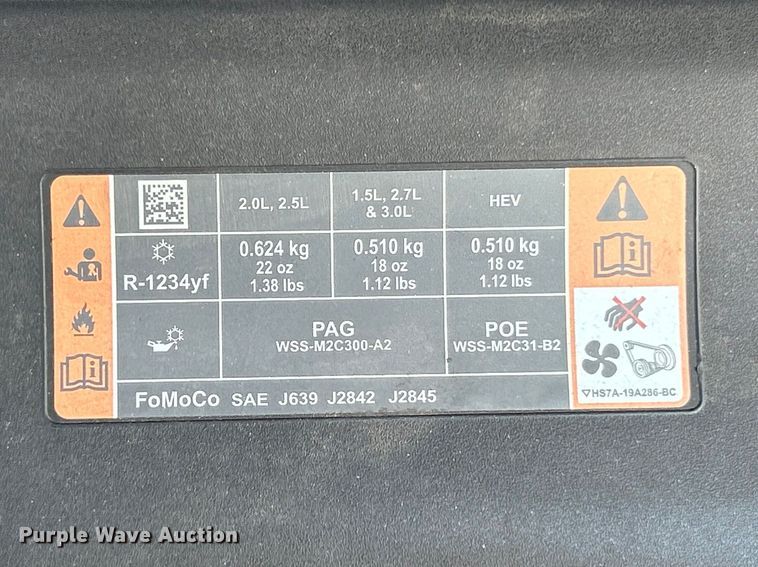 2.0L, 2.5L
1.5L, 2.7L
& 3.0L
HEV
R-1234yf
0.624 kg
22 oz
1.38 lbs
0.510 kg
18 oz
1.12 lbs
0.510 kg
18 oz
1.12 lbs
PAG
WSS-M2C300-A2
POE
WSS-M2C31-B2
FoMoCo SAE J639 J2842 J2845
▽HS7A-19A286-BC
Purple Wave Auction